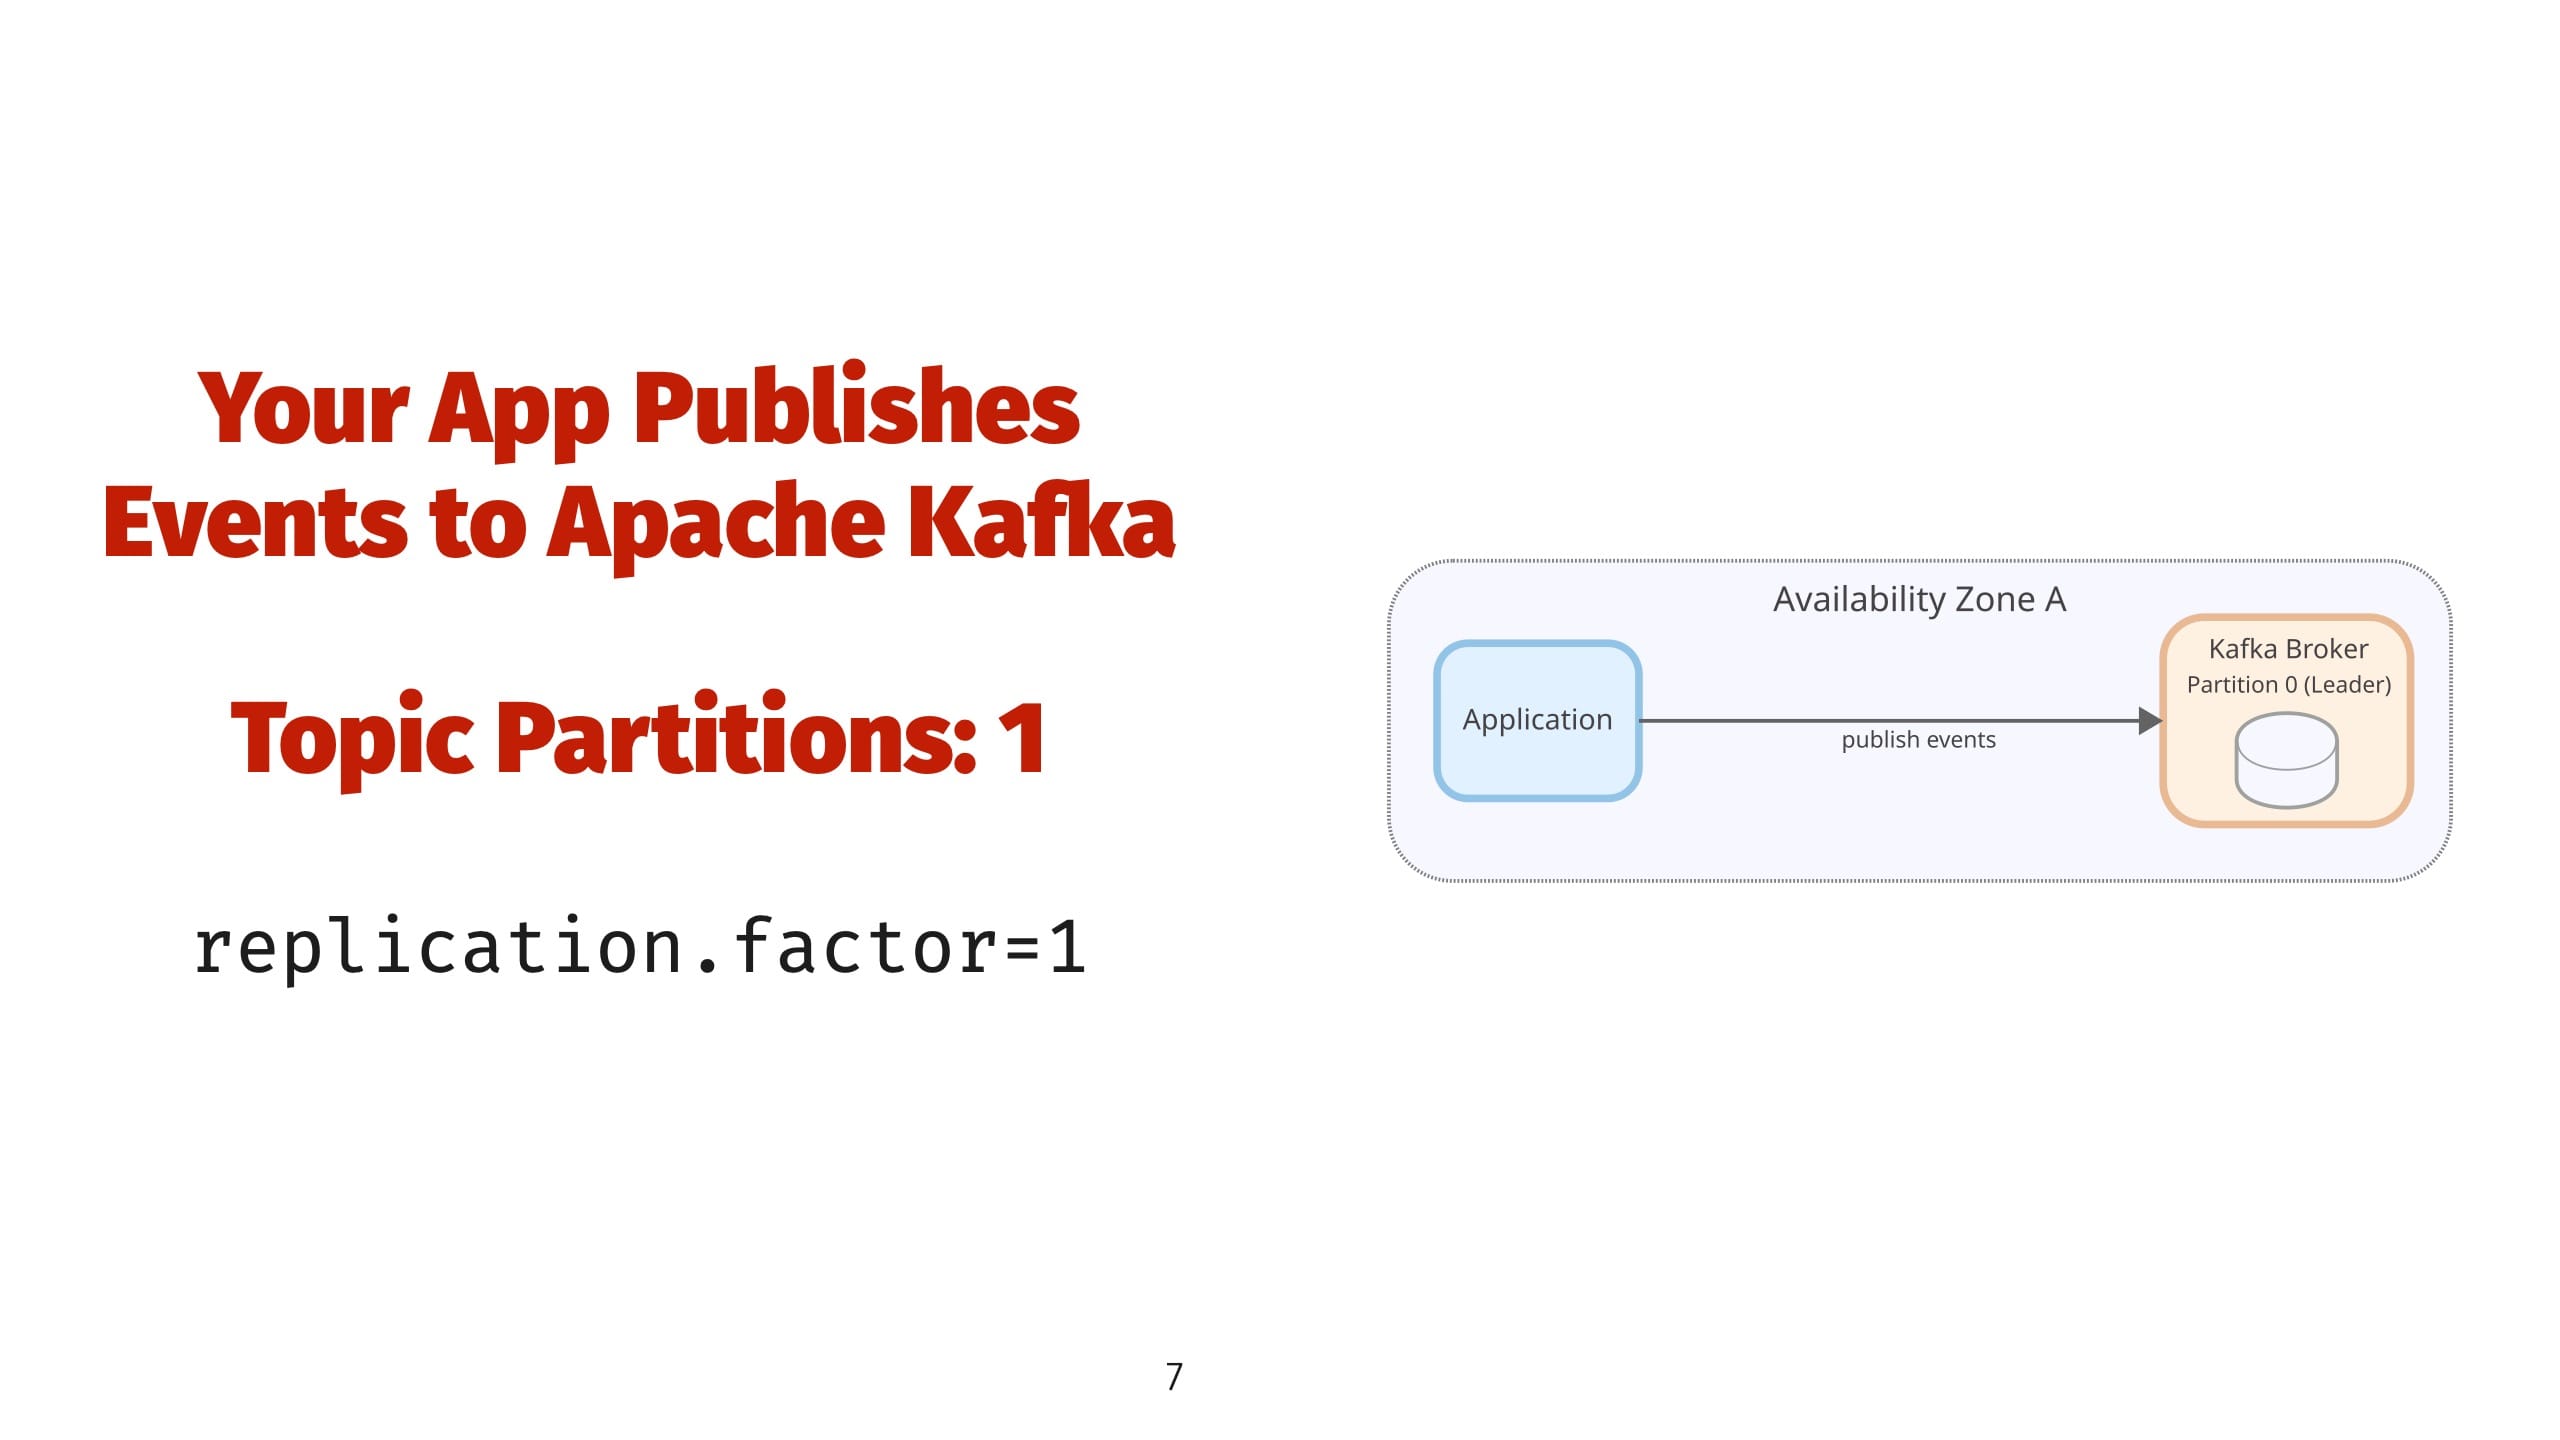 Your App Publishes
Events to Apache Kafka
Topic Partitions: 1
replication.factor=1
Availability Zone A
Application
publish events
Kafka Broker
Partition 0 (Leader)
7